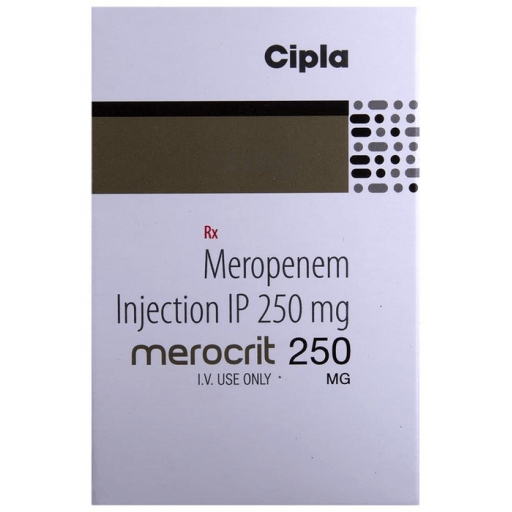 Cipla
Rx
Meropenem
Injection IP 250 mg
merocrit 250
I.V. USE ONLY MG